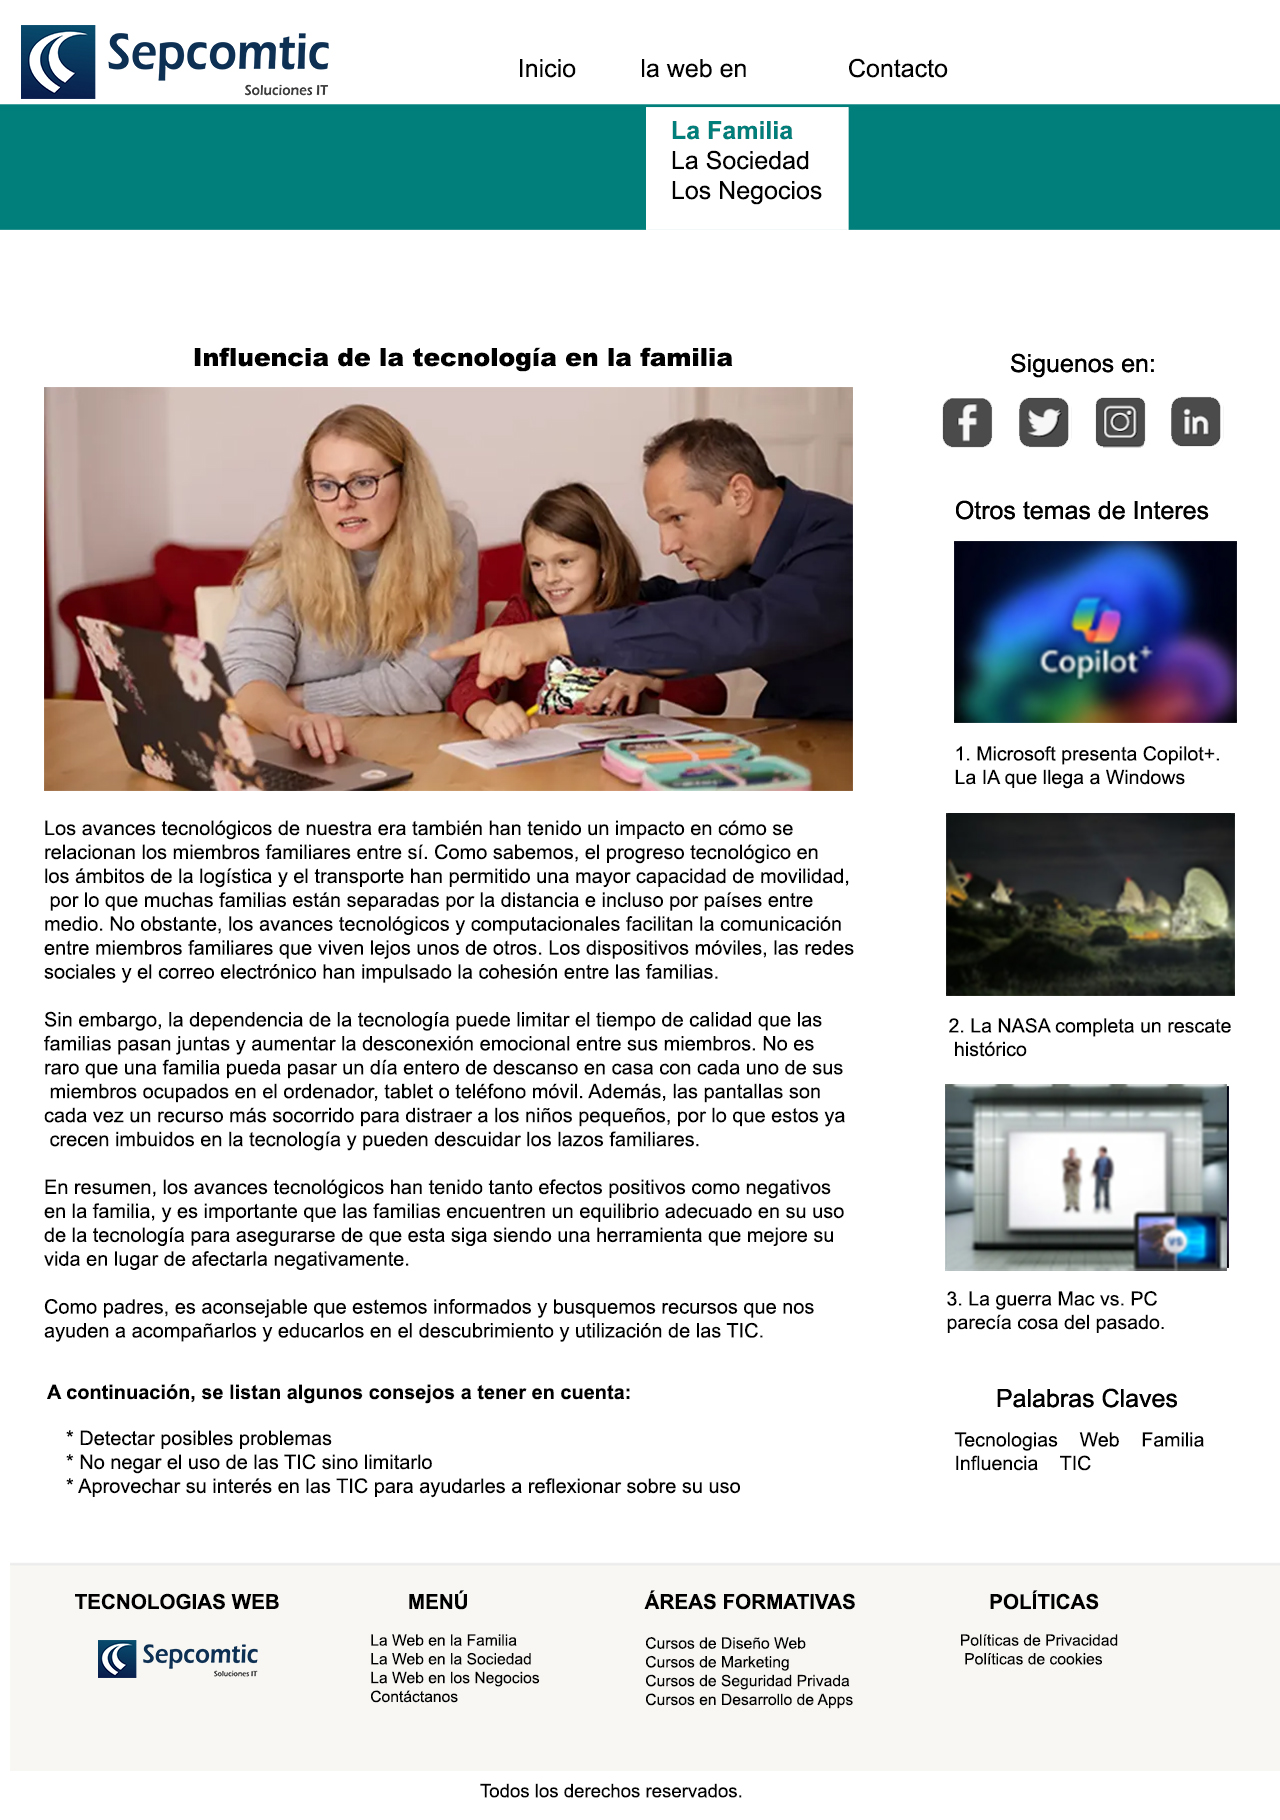 Sepcomtic
Soluciones IT
Inicio
la web en
Contacto
La Familia
La Sociedad
Los Negocios
Influencia de la tecnología en la familia
Los avances tecnológicos de nuestra era también han tenido un impacto en cómo se
relacionan los miembros familiares entre sí. Como sabemos, el progreso tecnológico en
los ámbitos de la logística y el transporte han permitido una mayor capacidad de movilidad,
por lo que muchas familias están separadas por la distancia e incluso por países entre
medio. No obstante, los avances tecnológicos y computacionales facilitan la comunicación
entre miembros familiares que viven lejos unos de otros. Los dispositivos móviles, las redes
sociales y el correo electrónico han impulsado la cohesión entre las familias.
Sin embargo, la dependencia de la tecnología puede limitar el tiempo de calidad que las
familias pasan juntas y aumentar la desconexión emocional entre sus miembros. No es
raro que una familia pueda pasar un día entero de descanso en casa con cada uno de sus
miembros ocupados en el ordenador, tablet o teléfono móvil. Además, las pantallas son
cada vez un recurso más socorrido para distraer a los niños pequeños, por lo que estos ya
crecen imbuidos en la tecnología y pueden descuidar los lazos familiares.
En resumen, los avances tecnológicos han tenido tanto efectos positivos como negativos
en la familia, y es importante que las familias encuentren un equilibrio adecuado en su uso
de la tecnología para asegurarse de que esta siga siendo una herramienta que mejore su
vida en lugar de afectarla negativamente.
Como padres, es aconsejable que estemos informados y busquemos recursos que nos
ayuden a acompañarlos y educarlos en el descubrimiento y utilización de las TIC.
A continuación, se listan algunos consejos a tener en cuenta:
* Detectar posibles problemas
* No negar el uso de las TIC sino limitarlo
* Aprovechar su interés en las TIC para ayudarles a reflexionar sobre su uso
Siguenos en:
f
in
Otros temas de Interes
Copilot+
1. Microsoft presenta Copilot+.
La IA que llega a Windows
2. La NASA completa un rescate
histórico
VS
3. La guerra Mac vs. PC
parecía cosa del pasado.
Palabras Claves
Tecnologias Web Familia
Influencia TIC
TECNOLOGIAS WEB
Sepcomtic
Soluciones IT
MENÚ
La Web en la Familia
La Web en la Sociedad
La Web en los Negocios
Contáctanos
ÁREAS FORMATIVAS
Cursos de Diseño Web
Cursos de Marketing
Cursos de Seguridad Privada
Cursos en Desarrollo de Apps
POLÍTICAS
Políticas de Privacidad
Políticas de cookies
Todos los derechos reservados.